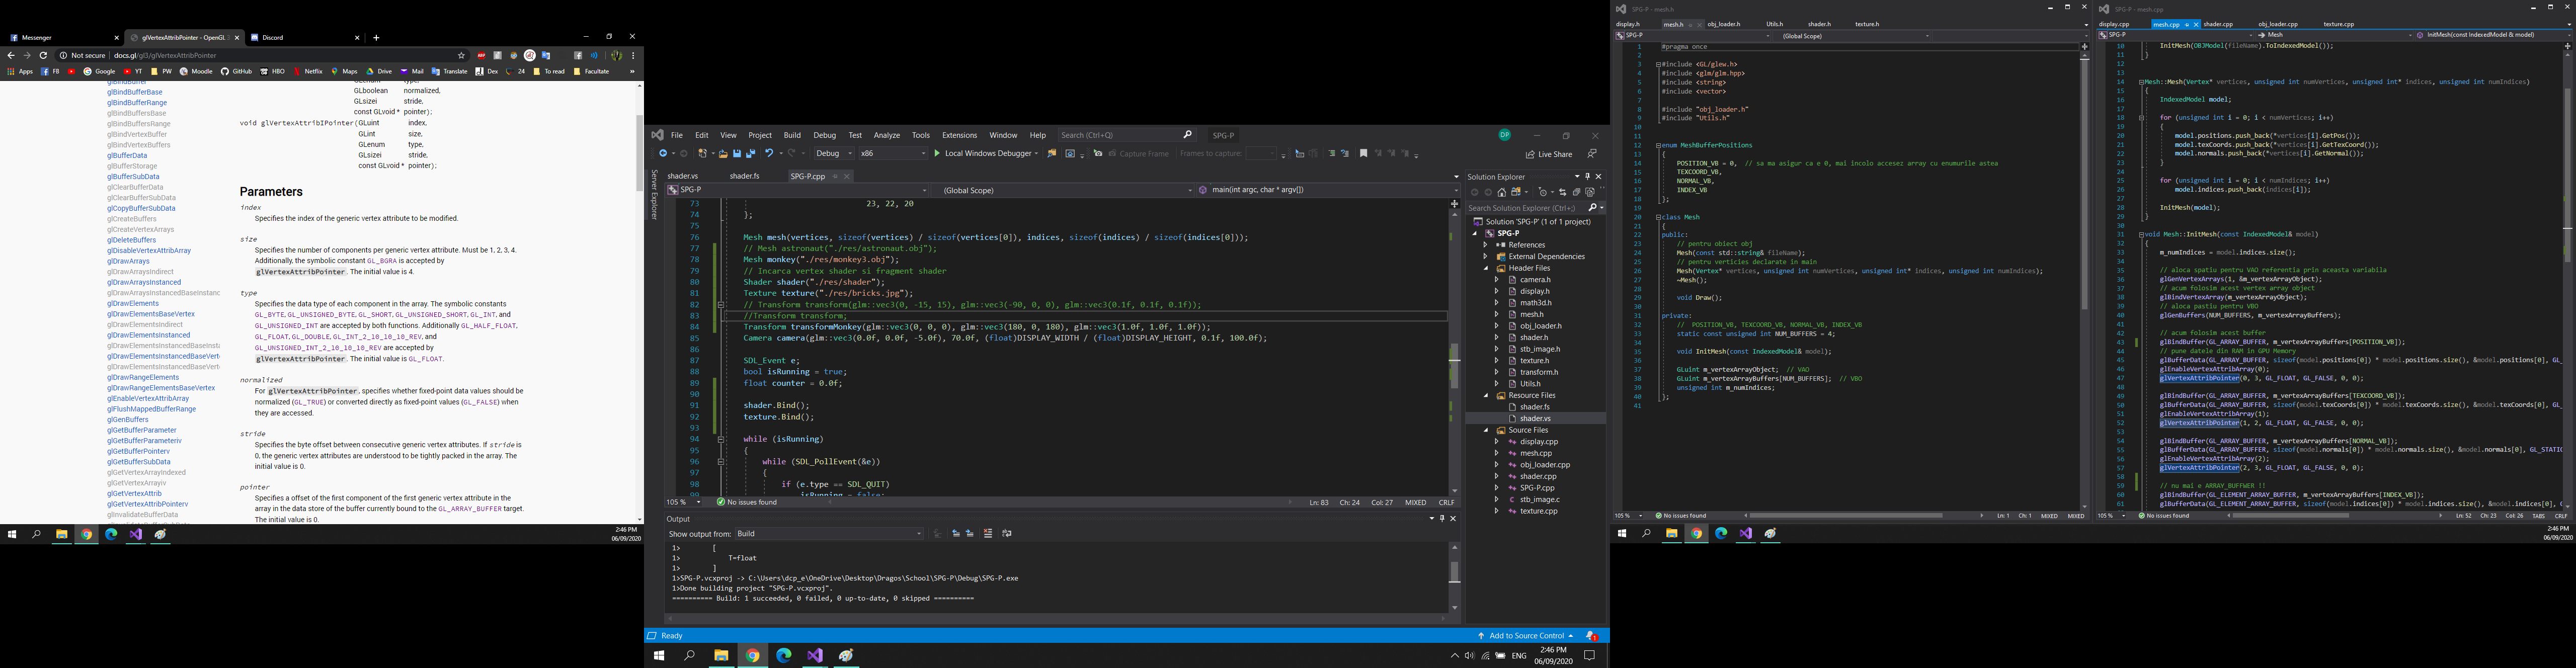 Messenger
glVertexAttribPointer - OpenGL 3
Discord
Not secure
docs.gl/gl3/glVertexAttribPointer
Apps
FB
Google
YT
PW
Moodle
GitHub
HBO
Netflix
Maps
Drive
Mail
Translate
Dex
24
To read
Facultate
glBindBuffer
glBindBufferBase
glBindBufferRange
glBindBuffersBase
glBindBuffersRange
glBindVertexBuffer
glBindVertexBuffers
glBufferData
glBufferStorage
glBufferSubData
glClearBufferData
glClearBufferSubData
glCopyBufferSubData
glCreateBuffers
glCreateVertexArrays
glDeleteBuffers
glDisableVertexAttribArray
glDrawArrays
glDrawArraysIndirect
glDrawArraysInstanced
glDrawArraysInstancedBaseInstanc
glDrawElements
glDrawElementsBaseVertex
glDrawElementsIndirect
glDrawElementsInstanced
glDrawElementsInstancedBaseInsta
glDrawElementsInstancedBaseVert
glDrawElementsInstancedBaseVert
glDrawRangeElements
glDrawRangeElementsBaseVertex
glEnableVertexAttribArray
glFlushMappedBufferRange
glGenBuffers
glGetBufferParameter
glGetBufferParameteriv
glGetBufferPointerv
glGetBufferSubData
glGetVertexArrayIndexed
glGetVertexArrayiv
glGetVertexAttrib
glGetVertexAttribPointerv
glInvalidateBufferData
GLboolean normalized,
GLsizei stride,
const GLvoid * pointer);
void glVertexAttribIPointer(GLuint index,
GLint size,
GLenum type,
GLsizei stride,
const GLvoid * pointer);
Parameters
index
Specifies the index of the generic vertex attribute to be modified.
size
Specifies the number of components per generic vertex attribute. Must be 1, 2, 3, 4.
Additionally, the symbolic constant GL_BGRA is accepted by
glVertexAttribPointer. The initial value is 4.
type
Specifies the data type of each component in the array. The symbolic constants
GL_BYTE, GL_UNSIGNED_BYTE, GL_SHORT, GL_UNSIGNED_SHORT, GL_INT, and
GL_UNSIGNED_INT are accepted by both functions. Additionally GL_HALF_FLOAT,
GL_FLOAT, GL_DOUBLE, GL_INT_2_10_10_10_REV, and
GL_UNSIGNED_INT_2_10_10_10_REV are accepted by
glVertexAttribPointer. The initial value is GL_FLOAT.
normalized
For glVertexAttribPointer, specifies whether fixed-point data values should be
normalized (GL_TRUE) or converted directly as fixed-point values (GL_FALSE) when
they are accessed.
stride
Specifies the byte offset between consecutive generic vertex attributes. If stride is
0, the generic vertex attributes are understood to be tightly packed in the array. The
initial value is 0.
pointer
Specifies a offset of the first component of the first generic vertex attribute in the
array in the data store of the buffer currently bound to the GL_ARRAY_BUFFER target.
The initial value is 0.
2:46 PM
06/09/2020
File Edit View Project Build Debug Test Analyze Tools Extensions Window Help Search (Ctrl+Q) SPG-P DP
Debug x86 Local Windows Debugger Capture Frame Frames to capture: Live Share
Server Explorer
shader.vs shader.fs SPG-P.cpp
SPG-P (Global Scope) main(int argc, char * argv[])
73 23, 22, 20
74 };
75
76 Mesh mesh(vertices, sizeof(vertices) / sizeof(vertices[0]), indices, sizeof(indices) / sizeof(indices[0]));
77 // Mesh astronaut("./res/astronaut.obj");
78 Mesh monkey("./res/monkey3.obj");
79 // Incarca vertex shader si fragment shader
80 Shader shader("./res/shader");
81 Texture texture("./res/bricks.jpg");
82 // Transform transform(glm::vec3(0, -15, 15), glm::vec3(-90, 0, 0), glm::vec3(0.1f, 0.1f, 0.1f));
83 //Transform transform;
84 Transform transformMonkey(glm::vec3(0, 0, 0), glm::vec3(180, 0, 180), glm::vec3(1.0f, 1.0f, 1.0f));
85 Camera camera(glm::vec3(0.0f, 0.0f, -5.0f), 70.0f, (float)DISPLAY_WIDTH / (float)DISPLAY_HEIGHT, 0.1f, 100.0f);
86
87 SDL_Event e;
88 bool isRunning = true;
89 float counter = 0.0f;
90
91 shader.Bind();
92 texture.Bind();
93
94 while (isRunning)
95 {
96 while (SDL_PollEvent(&e))
97 {
98 if (e.type == SDL_QUIT)
99 isRunning = false;
105 % No issues found Ln: 83 Ch: 24 Col: 27 MIXED CRLF
Output
Show output from: Build
1> [
1> T=float
1> ]
1>SPG-P.vcxproj -> C:\Users\dcp_e\OneDrive\Desktop\Dragos\School\SPG-P\Debug\SPG-P.exe
1>Done building project "SPG-P.vcxproj".
========== Build: 1 succeeded, 0 failed, 0 up-to-date, 0 skipped ==========
Solution Explorer
Search Solution Explorer (Ctrl+;)
Solution 'SPG-P' (1 of 1 project)
SPG-P
References
External Dependencies
Header Files
camera.h
display.h
math3d.h
mesh.h
obj_loader.h
shader.h
stb_image.h
texture.h
transform.h
Utils.h
Resource Files
shader.fs
shader.vs
Source Files
display.cpp
mesh.cpp
obj_loader.cpp
shader.cpp
SPG-P.cpp
stb_image.c
texture.cpp
Ready Add to Source Control 1
ENG
2:46 PM
06/09/2020
SPG-P - mesh.h
display.h mesh.h obj_loader.h Utils.h shader.h texture.h
SPG-P (Global Scope)
1 #pragma once
2
3 #include <GL/glew.h>
4 #include <glm/glm.hpp>
5 #include <string>
6 #include <vector>
7
8 #include "obj_loader.h"
9 #include "Utils.h"
10
11
12 enum MeshBufferPositions
13 {
14 POSITION_VB = 0, // sa ma asigur ca e 0, mai incolo accesez array cu enumurile astea
15 TEXCOORD_VB,
16 NORMAL_VB,
17 INDEX_VB
18 };
19
20 class Mesh
21 {
22 public:
23 // pentru obiect obj
24 Mesh(const std::string& fileName);
25 // pentru verticies declarate in main
26 Mesh(Vertex* vertices, unsigned int numVertices, unsigned int* indices, unsigned int numIndices);
27 ~Mesh();
28
29 void Draw();
30
31 private:
32 // POSITION_VB, TEXCOORD_VB, NORMAL_VB, INDEX_VB
33 static const unsigned int NUM_BUFFERS = 4;
34
35 void InitMesh(const IndexedModel& model);
36
37 GLuint m_vertexArrayObject; // VAO
38 GLuint m_vertexArrayBuffers[NUM_BUFFERS]; // VBO
39 unsigned int m_numIndices;
40 };
41
105 % No issues found Ln: 1 Ch: 1 MIXED MIXED
SPG-P - mesh.cpp
display.cpp mesh.cpp shader.cpp obj_loader.cpp texture.cpp
SPG-P Mesh InitMesh(const IndexedModel & model)
10 InitMesh(OBJModel(fileName).ToIndexedModel());
11 }
12
13
14 Mesh::Mesh(Vertex* vertices, unsigned int numVertices, unsigned int* indices, unsigned int numIndices)
15 {
16 IndexedModel model;
17
18 for (unsigned int i = 0; i < numVertices; i++)
19 {
20 model.positions.push_back(*vertices[i].GetPos());
21 model.texCoords.push_back(*vertices[i].GetTexCoord());
22 model.normals.push_back(*vertices[i].GetNormal());
23 }
24
25 for (unsigned int i = 0; i < numIndices; i++)
26 model.indices.push_back(indices[i]);
27
28 InitMesh(model);
29 }
30
31 void Mesh::InitMesh(const IndexedModel& model)
32 {
33 m_numIndices = model.indices.size();
34
35 // aloca spatiu pentru VAO referentia prin aceasta variabila
36 glGenVertexArrays(1, &m_vertexArrayObject);
37 // acum folosim acest vertex array object
38 glBindVertexArray(m_vertexArrayObject);
39 // aloca pastiu pentru VBO
40 glGenBuffers(NUM_BUFFERS, m_vertexArrayBuffers);
41
42 // acum folosim acest buffer
43 glBindBuffer(GL_ARRAY_BUFFER, m_vertexArrayBuffers[POSITION_VB]);
44 // pune datele din RAM in GPU Memory
45 glBufferData(GL_ARRAY_BUFFER, sizeof(model.positions[0]) * model.positions.size(), &model.positions[0], GL_
46 glEnableVertexAttribArray(0);
47 glVertexAttribPointer(0, 3, GL_FLOAT, GL_FALSE, 0, 0);
48
49 glBindBuffer(GL_ARRAY_BUFFER, m_vertexArrayBuffers[TEXCOORD_VB]);
50 glBufferData(GL_ARRAY_BUFFER, sizeof(model.texCoords[0]) * model.texCoords.size(), &model.texCoords[0], GL_
51 glEnableVertexAttribArray(1);
52 glVertexAttribPointer(1, 2, GL_FLOAT, GL_FALSE, 0, 0);
53
54 glBindBuffer(GL_ARRAY_BUFFER, m_vertexArrayBuffers[NORMAL_VB]);
55 glBufferData(GL_ARRAY_BUFFER, sizeof(model.normals[0]) * model.normals.size(), &model.normals[0], GL_STATIC
56 glEnableVertexAttribArray(2);
57 glVertexAttribPointer(2, 3, GL_FLOAT, GL_FALSE, 0, 0);
58
59 // nu mai e ARRAY_BUFFWER !!
60 glBindBuffer(GL_ELEMENT_ARRAY_BUFFER, m_vertexArrayBuffers[INDEX_VB]);
61 glBufferData(GL_ELEMENT_ARRAY_BUFFER, sizeof(model.indices[0]) * model.indices.size(), &model.indices[0],
105 % No issues found Ln: 52 Ch: 23 Col: 26 TABS CRLF
2:46 PM
06/09/2020